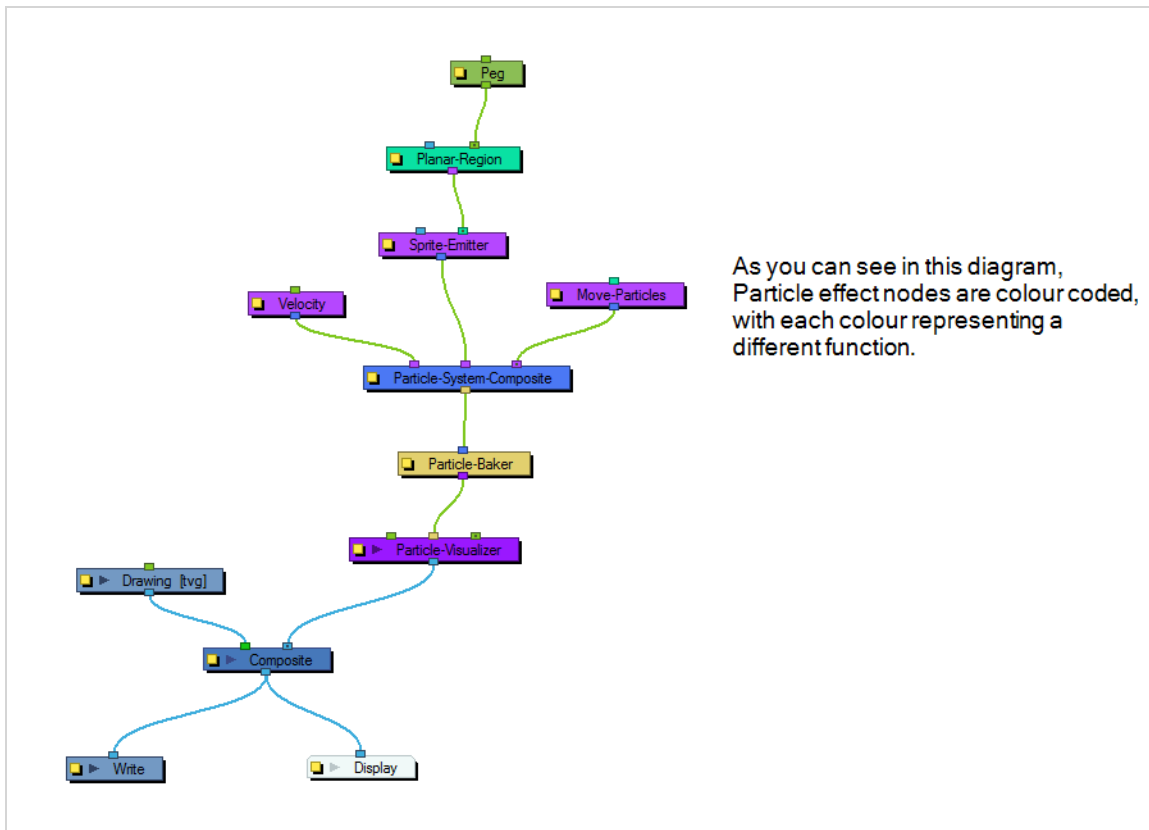 Peg
Planar-Region
Sprite-Emitter
Velocity
Move-Particles
As you can see in this diagram,
Particle effect nodes are colour coded,
with each colour representing a
different function.
Particle-System-Composite
Particle-Baker
Particle-Visualizer
Drawing [tvg]
Composite
Write
Display